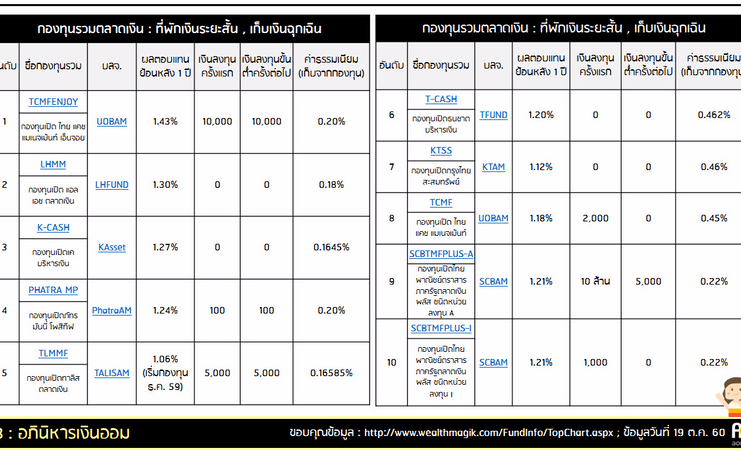 กองทุนรวมตลาดเงิน : ที่พักเงินระยะสั้น , เก็บเงินฉุกเฉิน
นดับ ชื่อกองทุนรวม บลจ. ผลตอบแทน ย้อนหลัง 1 ปี เงินลงทุน ครั้งแรก เงินลงทุนขั้น ต่ำครั้งต่อไป ค่าธรรมเนียม (เก็บจากกองทุน)
1 TCMFENJOY UOBAM 1.43% 10,000 10,000 0.20%
กองทุนเปิด ไทย แคช
แมเนจเม้นท์ เอ็นจอย
2 LHMM LHFUND 1.30% 0 0 0.18%
กองทุนเปิด แอล
เอช ตลาดเงิน
3 K-CASH KAsset 1.27% 0 0 0.1645%
กองทุนเปิดเค
บริหารเงิน
4 PHATRA MP PhatraAM 1.24% 100 100 0.20%
กองทุนเปิดภัทร
มันนี่ โพสิทีฟ
5 TLMMF TALISAM 1.06% (เริ่มกองทุน ธ.ค. 59) 5,000 5,000 0.16585%
กองทุนเปิดทาลิส
ตลาดเงิน
กองทุนรวมตลาดเงิน : ที่พักเงินระยะสั้น , เก็บเงินฉุกเฉิน
อันดับ ชื่อกองทุนรวม บลจ. ผลตอบแทน ย้อนหลัง 1 ปี เงินลงทุน ครั้งแรก เงินลงทุนขั้น ต่ำครั้งต่อไป ค่าธรรมเนียม (เก็บจากกองทุน)
6 T-CASH TFUND 1.20% 0 0 0.462%
กองทุนเปิดธนชาต
บริหารเงิน
7 KTSS KTAM 1.12% 0 0 0.46%
กองทุนเปิดกรุงไทย
สะสมทรัพย์
8 TCMF UOBAM 1.18% 2,000 0 0.45%
กองทุนเปิด ไทย
แคช แมเนจเม้นท์
9 SCBTMFPLUS-A SCBAM 1.21% 10 ล้าน 5,000 0.22%
กองทุนเปิดไทย
พาณิชย์ตราสาร
ภาครัฐตลาดเงิน
พลัส ชนิดหน่วย
ลงทุน A
10 SCBTMFPLUS-I SCBAM 1.21% 1,000 0 0.22%
กองทุนเปิดไทย
พาณิชย์ตราสาร
ภาครัฐตลาดเงิน
พลัส ชนิดหน่วย
ลงทุน I
: อภินิหารเงินออม
ขอบคุณข้อมูล : http://www.wealthmagik.com/FundInfo/TopChart.aspx ; ข้อมูลวันที่ 19 ต.ค. 60